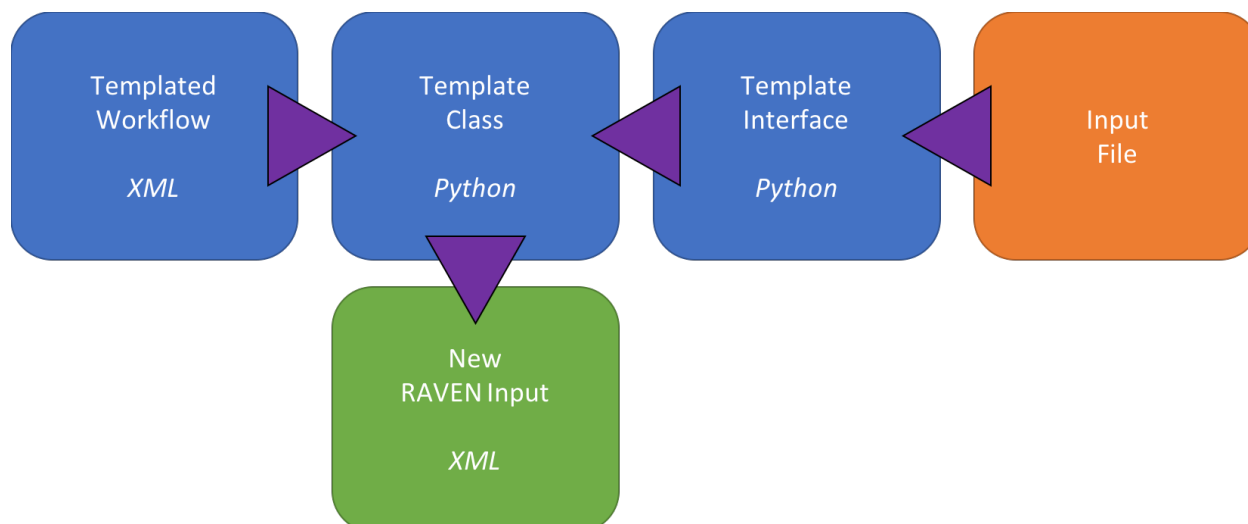 Templated
Workflow
XML
Template
Class
Python
Template
Interface
Python
Input
File
New
RAVEN Input
XML